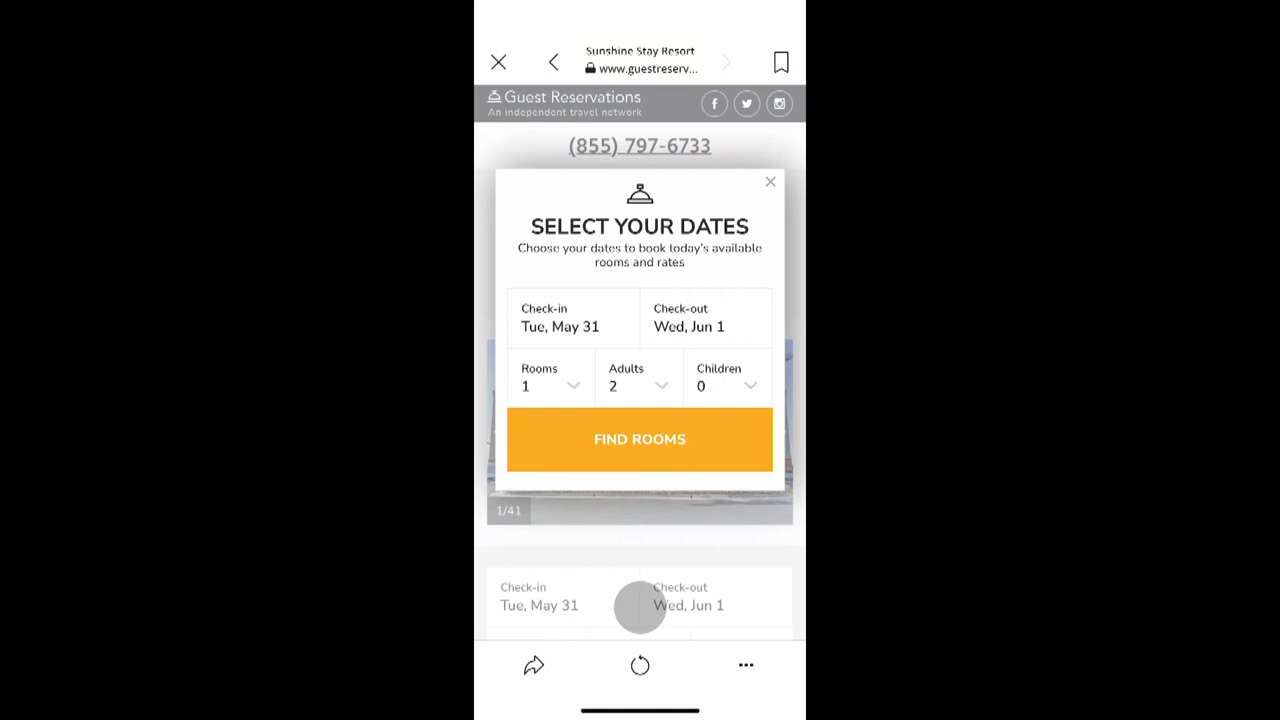 Sunshine Stay Resort
www.guestreserv...
Guest Reservations
An independent travel network
(855) 797-6733
SELECT YOUR DATES
Choose your dates to book today's available
rooms and rates
Check-in
Check-out
Tue, May 31
Wed, Jun 1
Rooms
Adults
Children
1
2
0
FIND ROOMS
1/41
Check-in
Check-out
Tue, May 31
Wed, Jun 1